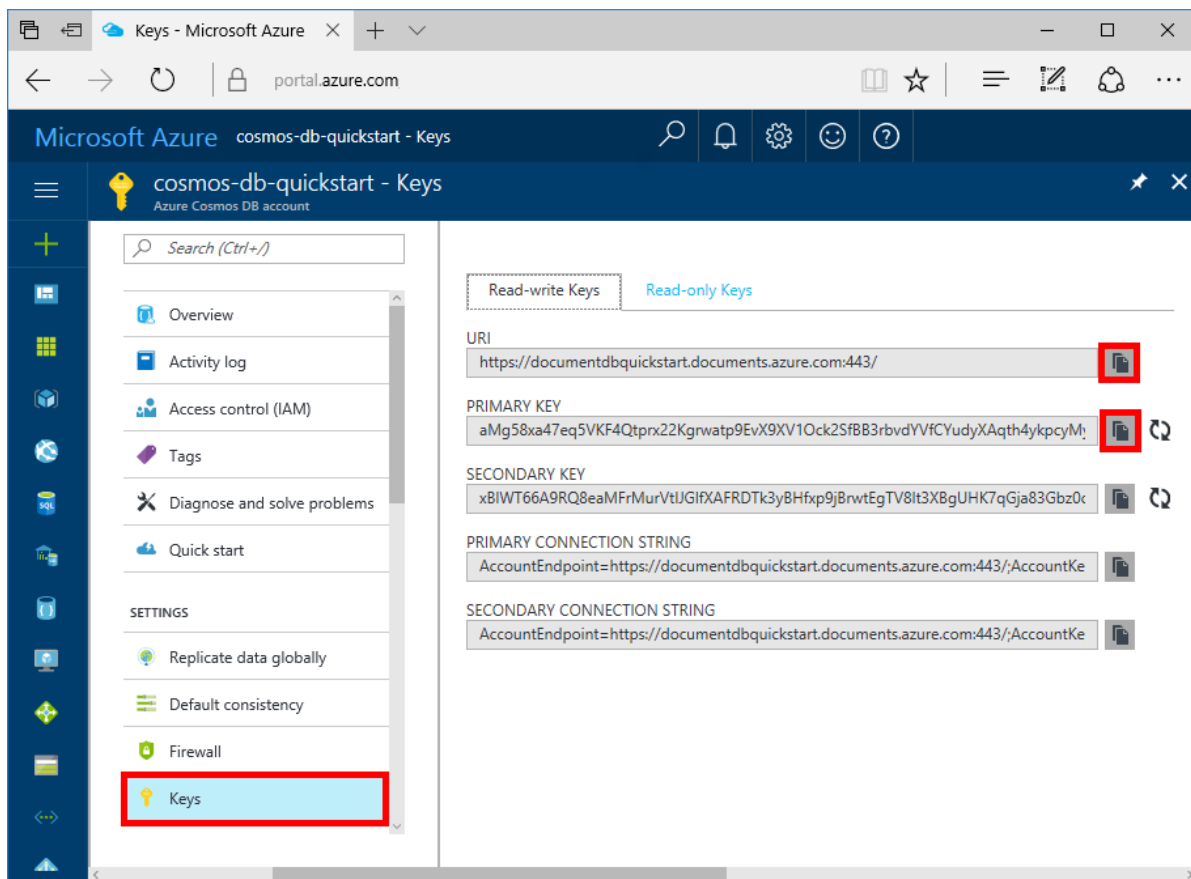 Keys - Microsoft Azure
portal.azure.com
Microsoft Azure cosmos-db-quickstart - Keys
cosmos-db-quickstart - Keys
Azure Cosmos DB account
Search (Ctrl+/)
Overview
Activity log
Access control (IAM)
Tags
Diagnose and solve problems
Quick start
SETTINGS
Replicate data globally
Default consistency
Firewall
Keys
Read-write Keys Read-only Keys
URI
https://documentdbquickstart.documents.azure.com:443/
PRIMARY KEY
aMg58xa47eq5VKF4Qtprx22Kgrwatp9EvX9XV1Ock2SfBB3rbvdYVfCYudyXAqth4ykpcyMy
SECONDARY KEY
PRIMARY CONNECTION STRING
AccountEndpoint=https://documentdbquickstart.documents.azure.com:443/;AccountKe
SECONDARY CONNECTION STRING
AccountEndpoint=https://documentdbquickstart.documents.azure.com:443/;AccountKe